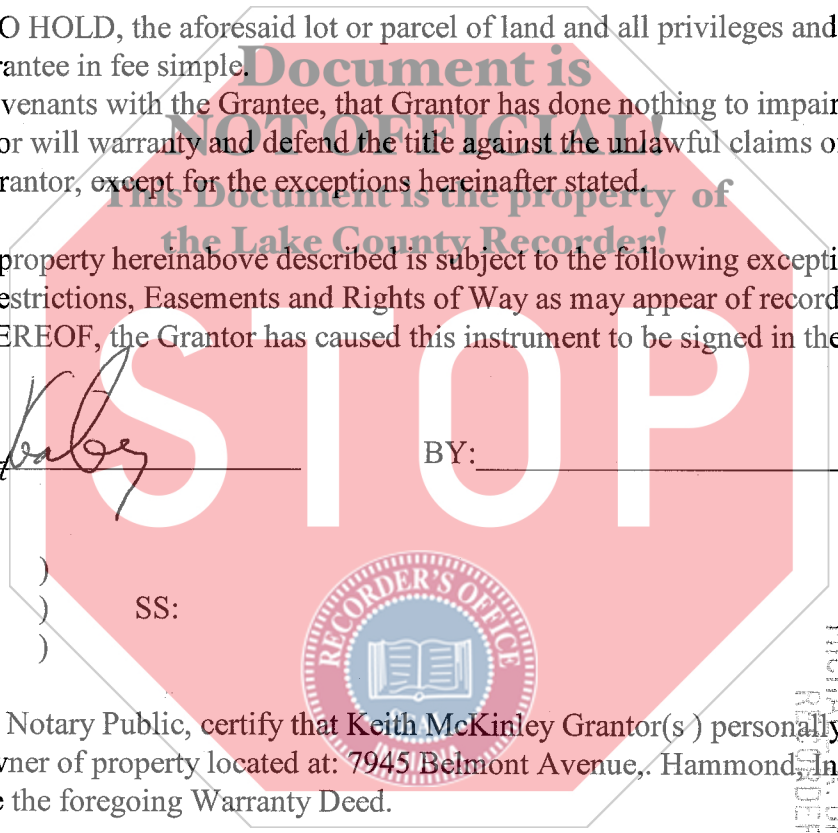 O HOLD, the aforesaid lot or parcel of land and all privileges and
rantee in fee simple.
Document is
venants with the Grantee, that Grantor has done nothing to impair
NOT OFFICIAL!
or will warranty and defend the title against the unlawful claims o
rantor, except for the exceptions hereinafter stated.
This Document is the property of
the Lake County Recorder!
property hereinabove described is subject to the following excepti
estrictions, Easements and Rights of Way as may appear of record
EREOF, the Grantor has caused this instrument to be signed in the
STOP
BY:
)
) SS:
)
RECORDER'S OFFICE
SEAL
INDIANA
Notary Public, certify that Keith McKinley Grantor(s ) personally
wner of property located at: 7945 Belmont Avenue,. Hammond, In
e the foregoing Warranty Deed.
RECORDER